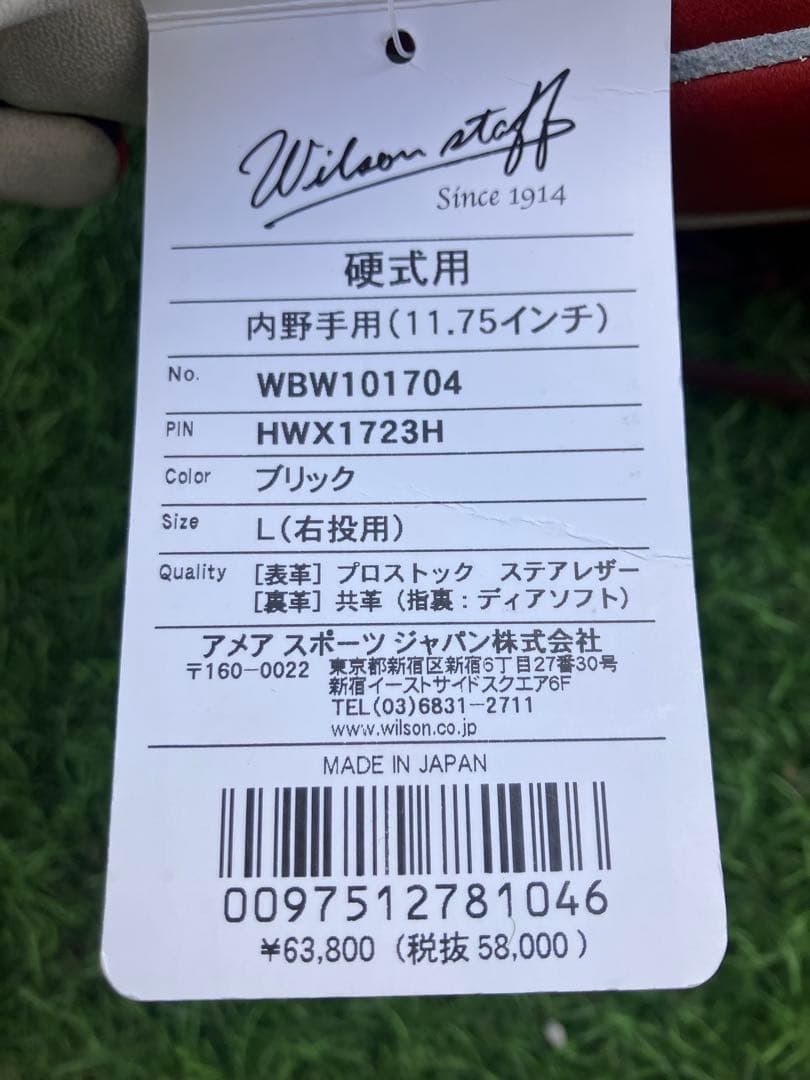 Wilson staff
Since 1914
硬式用
内野手用(11.75インチ)
No. WBW101704
PIN HWX1723H
Color ブリック
Size L(右投用)
Quality [表革] プロストック ステアレザー
[裏革] 共革 (指裏:ディアソフト)
アメア スポーツ ジャパン株式会社
〒160-0022 東京都新宿区新宿6丁目27番30号
新宿イーストサイドスクエア6F
TEL(03)6831-2711
www.wilson.co.jp
MADE IN JAPAN
0097512781046
¥63,800 (税抜58,000)